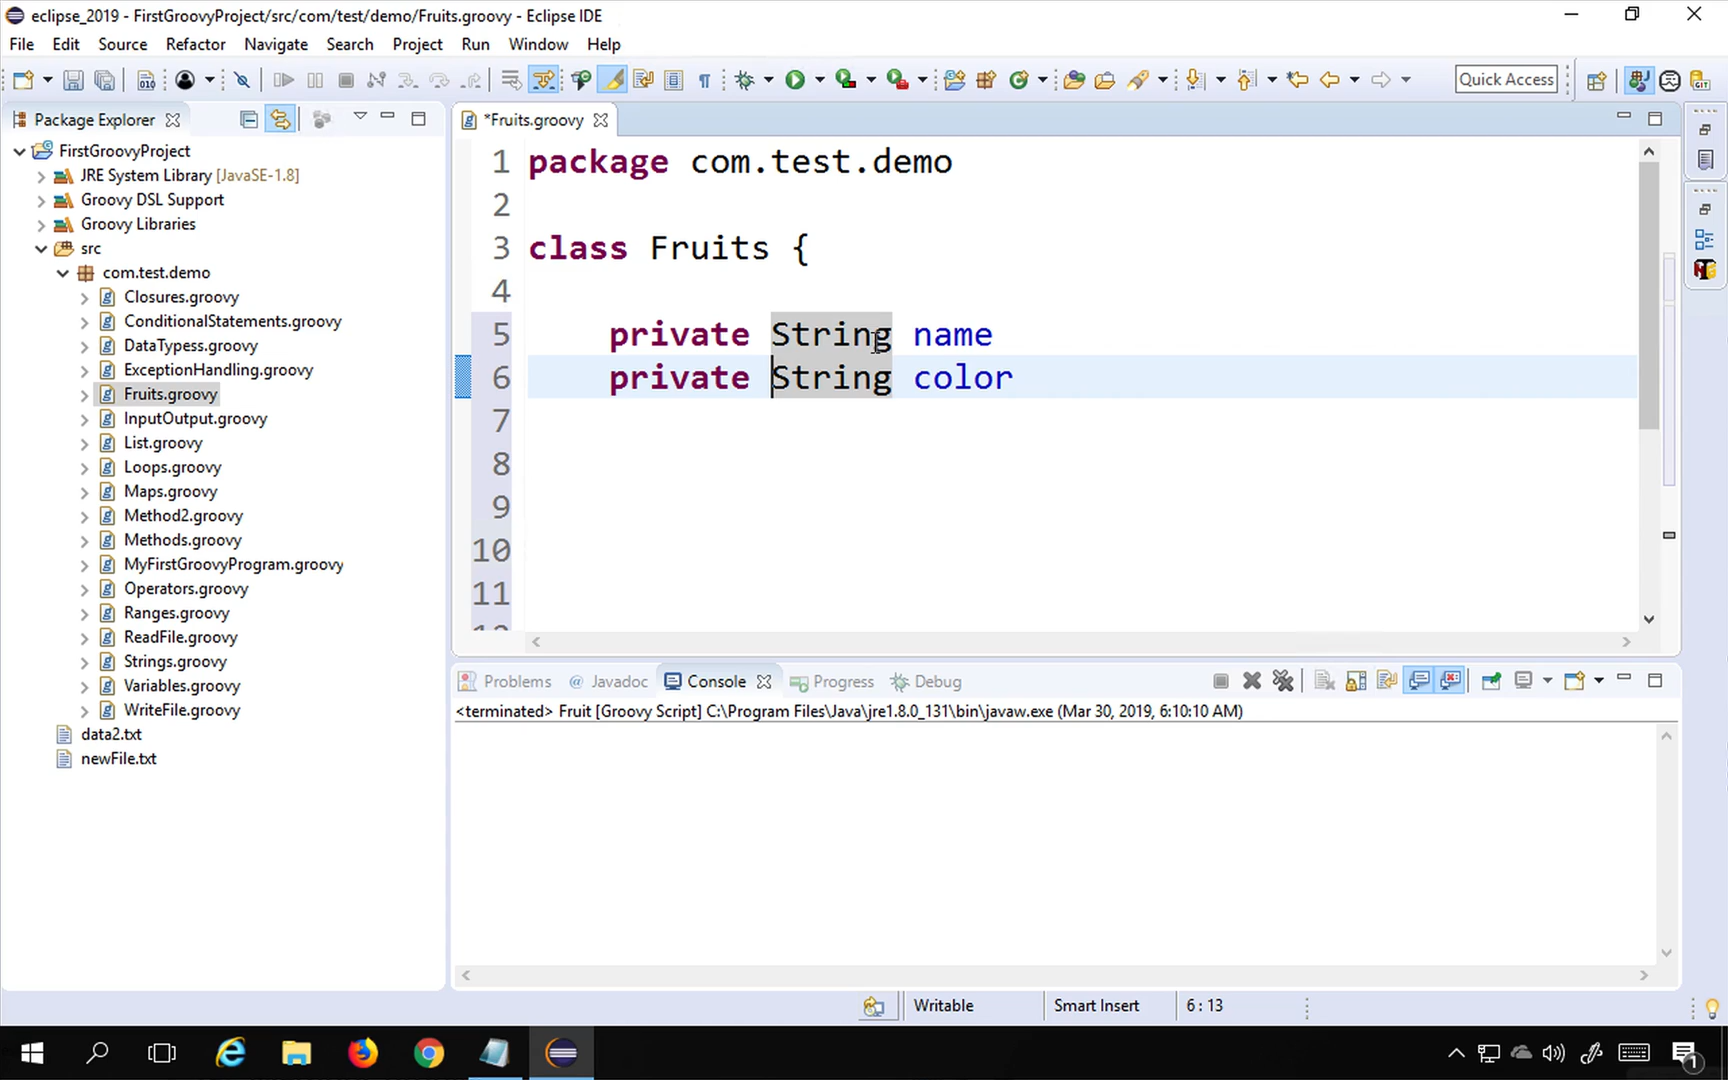 eclipse_2019 - FirstGroovyProject/src/com/test/demo/Fruits.groovy - Eclipse IDE
File Edit Source Refactor Navigate Search Project Run Window Help
Quick Access
Package Explorer
FirstGroovyProject
JRE System Library [JavaSE-1.8]
Groovy DSL Support
Groovy Libraries
src
com.test.demo
Closures.groovy
ConditionalStatements.groovy
DataTypess.groovy
ExceptionHandling.groovy
Fruits.groovy
InputOutput.groovy
List.groovy
Loops.groovy
Maps.groovy
Method2.groovy
Methods.groovy
MyFirstGroovyProgram.groovy
Operators.groovy
Ranges.groovy
ReadFile.groovy
Strings.groovy
Variables.groovy
WriteFile.groovy
data2.txt
newFile.txt
*Fruits.groovy
1 package com.test.demo
2
3 class Fruits {
4
5 private String name
6 private String color
7
8
9
10
11
Problems @ Javadoc Console Progress Debug
<terminated> Fruit [Groovy Script] C:\Program Files\Java\jre1.8.0_131\bin\javaw.exe (Mar 30, 2019, 6:10:10 AM)
Writable Smart Insert 6 : 13
1